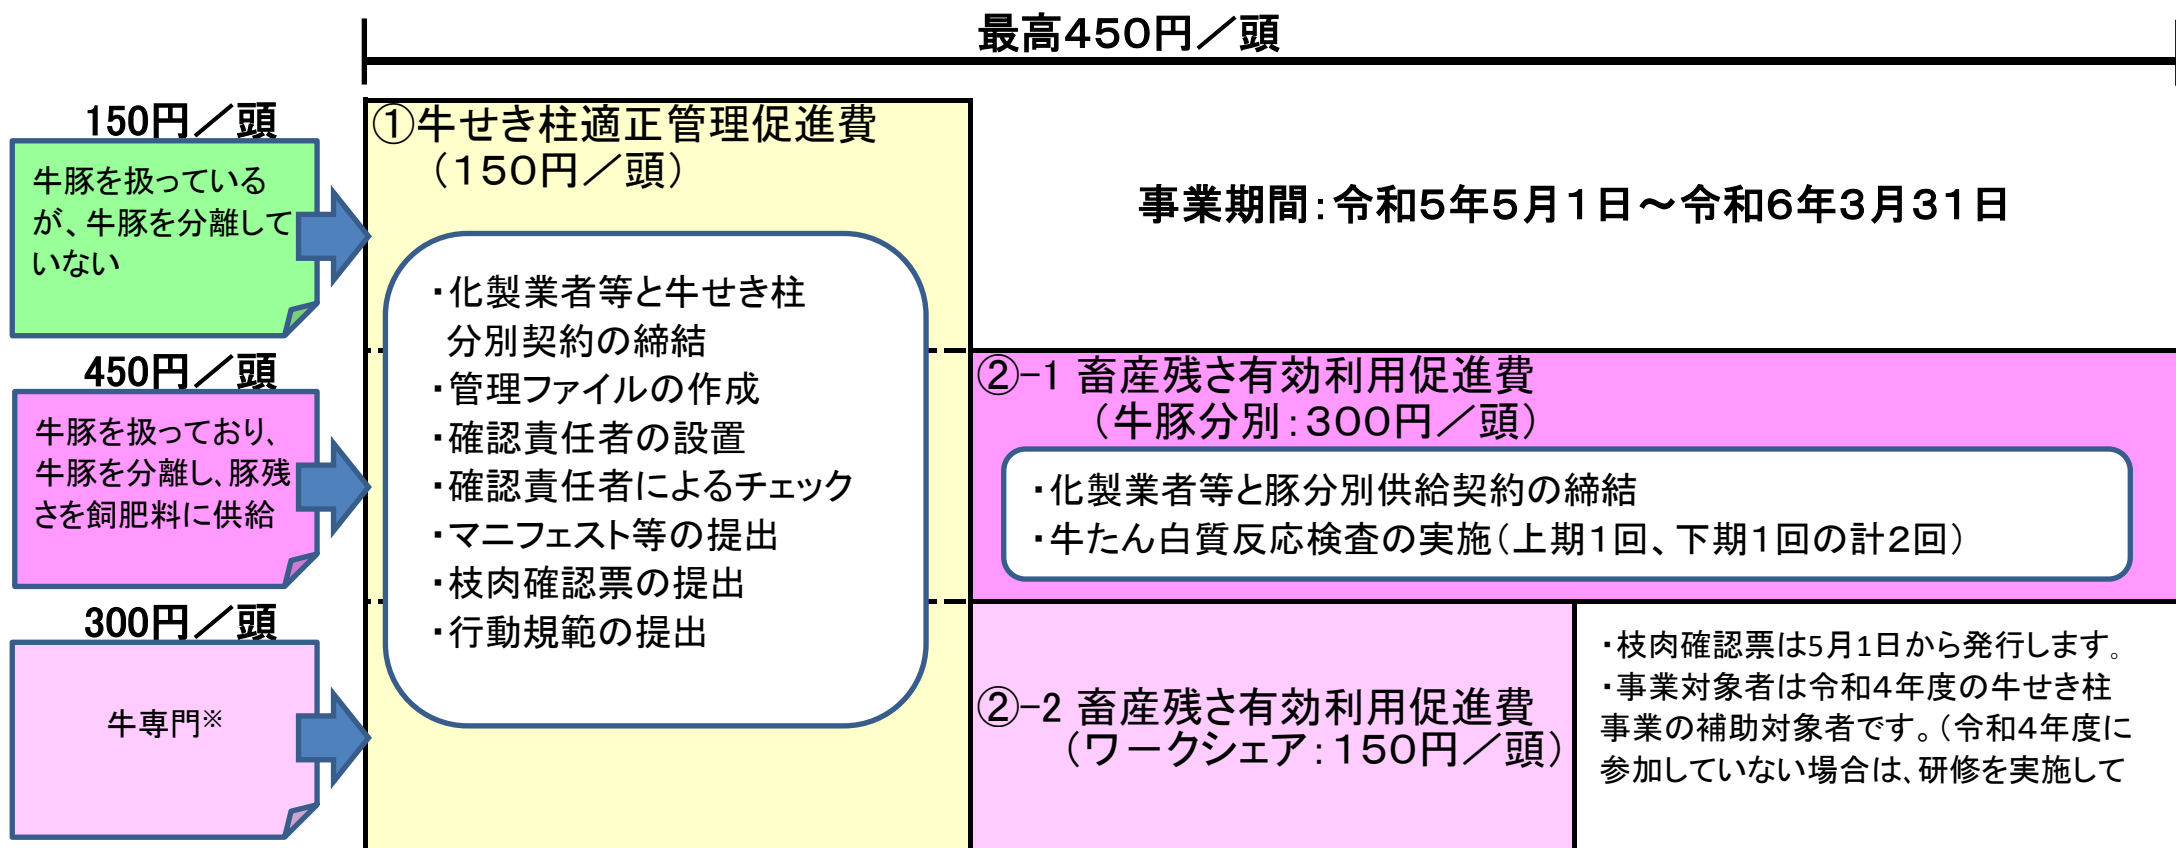 最高450円／頭
150円／頭
牛豚を扱っている
が、牛豚を分離して
いない
①牛せき柱適正管理促進費
（150円／頭）
事業期間：令和5年5月1日～令和6年3月31日
・化製業者等と牛せき柱
分別契約の締結
・管理ファイルの作成
・確認責任者の設置
・確認責任者によるチェック
・マニフェスト等の提出
・枝肉確認票の提出
・行動規範の提出
450円／頭
牛豚を扱っており、
牛豚を分離し、豚残
さを飼肥料に供給
②-1 畜産残さ有効利用促進費
（牛豚分別：300円／頭）
・化製業者等と豚分別供給契約の締結
・牛たん白質反応検査の実施（上期1回、下期1回の計2回）
300円／頭
牛専門※
②-2 畜産残さ有効利用促進費
（ワークシェア：150円／頭）
・枝肉確認票は5月1日から発行します。
・事業対象者は令和4年度の牛せき柱
事業の補助対象者です。（令和4年度に
参加していない場合は、研修を実施して